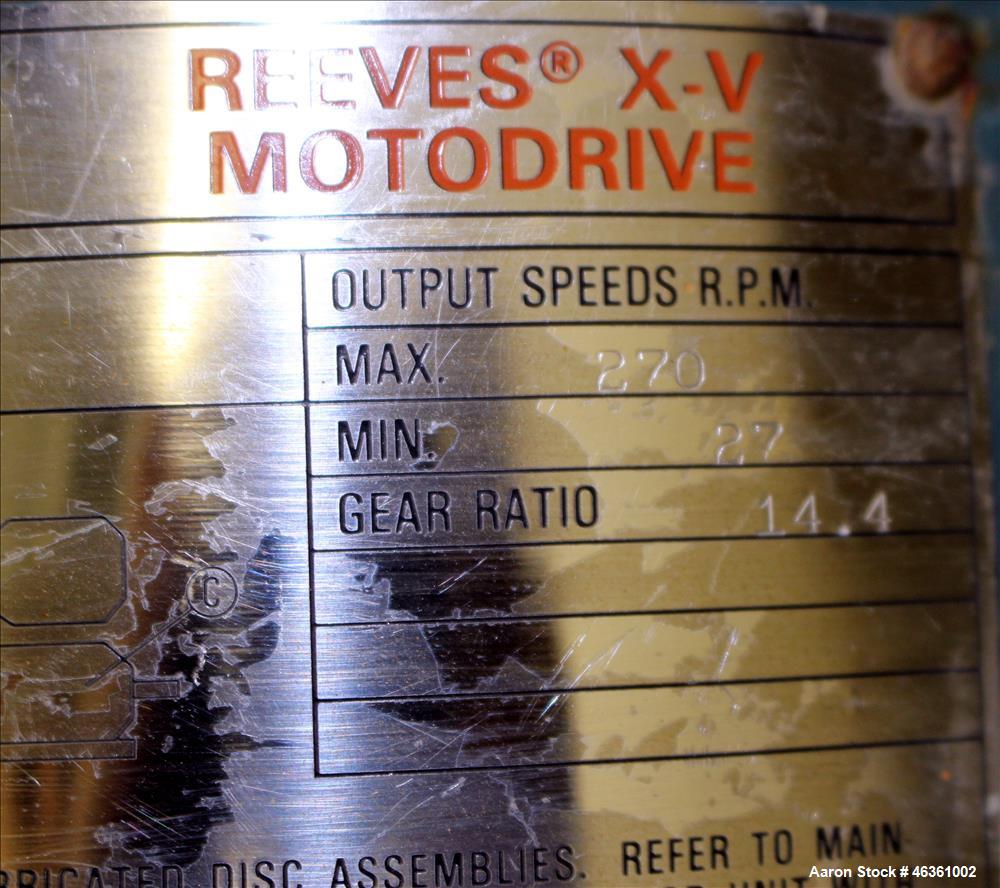 REEVES® X-V
MOTODRIVE
OUTPUT SPEEDS R.P.M.
MAX. 270
MIN. 27
GEAR RATIO 14.4
C
DISC ASSEMBLIES. REFER TO MAIN
UNIT
Aaron Stock # 46361002